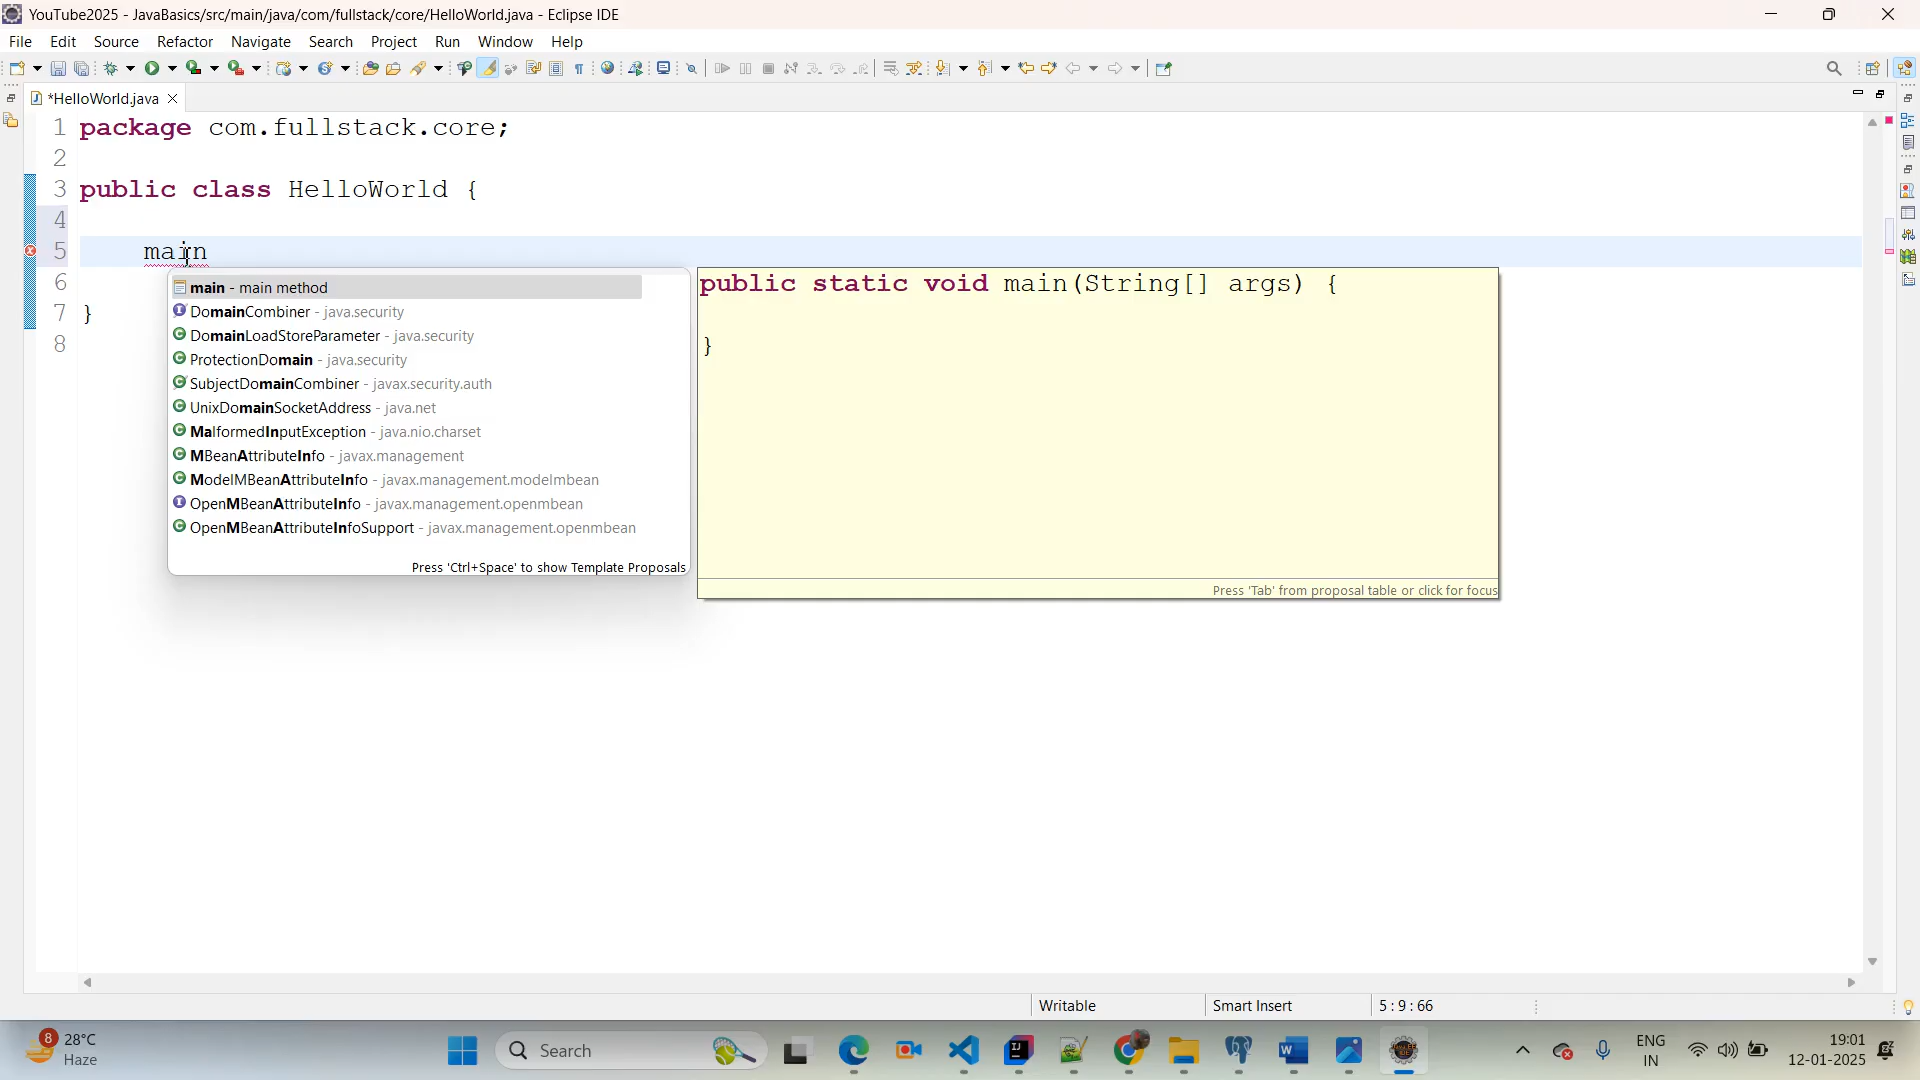 YouTube2025 - JavaBasics/src/main/java/com/fullstack/core/HelloWorld.java - Eclipse IDE
File Edit Source Refactor Navigate Search Project Run Window Help
*HelloWorld.java
1 package com.fullstack.core;
2
3 public class HelloWorld {
4
5 main
6
7 }
8
main - main method
DomainCombiner - java.security
DomainLoadStoreParameter - java.security
ProtectionDomain - java.security
SubjectDomainCombiner - javax.security.auth
UnixDomainSocketAddress - java.net
MalformedInputException - java.nio.charset
MBeanAttributeInfo - javax.management
ModelMBeanAttributeInfo - javax.management.modelmbean
OpenMBeanAttributeInfo - javax.management.openmbean
OpenMBeanAttributeInfoSupport - javax.management.openmbean
Press 'Ctrl+Space' to show Template Proposals
public static void main(String[] args) {
}
Press 'Tab' from proposal table or click for focus
Writable Smart Insert 5 : 9 : 66
8
28°C
Haze
Search
ENG
IN
19:01
12-01-2025